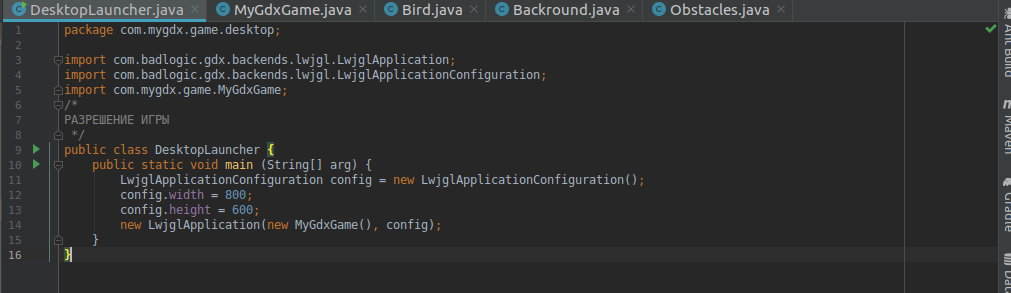 DesktopLauncher.java MyGdxGame.java Bird.java Backround.java Obstacles.java
1 package com.mygdx.game.desktop;
2
3 import com.badlogic.gdx.backends.lwjgl.LwjglApplication;
4 import com.badlogic.gdx.backends.lwjgl.LwjglApplicationConfiguration;
5 import com.mygdx.game.MyGdxGame;
6 /*
7 РАЗРЕШЕНИЕ ИГРЫ
8 */
9 public class DesktopLauncher {
10 public static void main (String[] arg) {
11 LwjglApplicationConfiguration config = new LwjglApplicationConfiguration();
12 config.width = 800;
13 config.height = 600;
14 new LwjglApplication(new MyGdxGame(), config);
15 }
16 }
Ant Build
Maven
Gradle